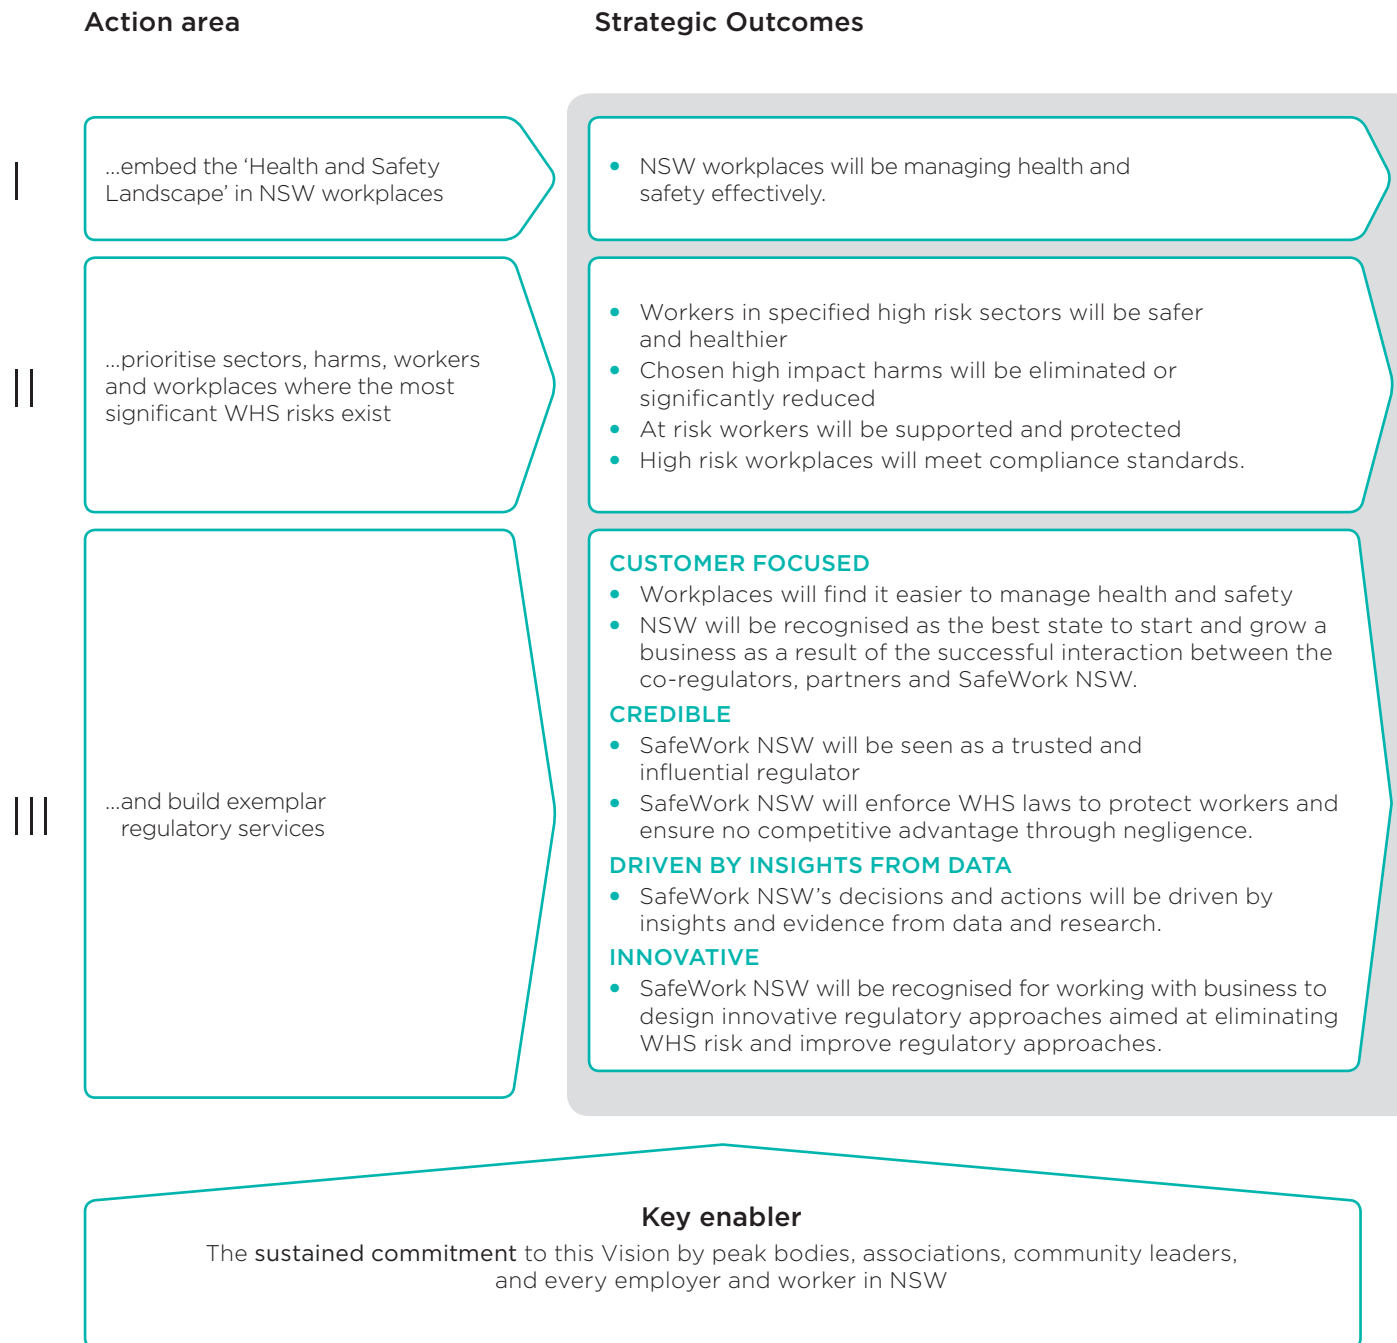 Action area
Strategic Outcomes
I
...embed the ‘Health and Safety
Landscape’ in NSW workplaces
• NSW workplaces will be managing health and
safety effectively.
II
...prioritise sectors, harms, workers
and workplaces where the most
significant WHS risks exist
• Workers in specified high risk sectors will be safer
and healthier
• Chosen high impact harms will be eliminated or
significantly reduced
• At risk workers will be supported and protected
• High risk workplaces will meet compliance standards.
III
...and build exemplar
regulatory services
CUSTOMER FOCUSED
• Workplaces will find it easier to manage health and safety
• NSW will be recognised as the best state to start and grow a
business as a result of the successful interaction between the
co-regulators, partners and SafeWork NSW.
CREDIBLE
• SafeWork NSW will be seen as a trusted and
influential regulator
• SafeWork NSW will enforce WHS laws to protect workers and
ensure no competitive advantage through negligence.
DRIVEN BY INSIGHTS FROM DATA
• SafeWork NSW’s decisions and actions will be driven by
insights and evidence from data and research.
INNOVATIVE
• SafeWork NSW will be recognised for working with business to
design innovative regulatory approaches aimed at eliminating
WHS risk and improve regulatory approaches.
Key enabler
The sustained commitment to this Vision by peak bodies, associations, community leaders,
and every employer and worker in NSW